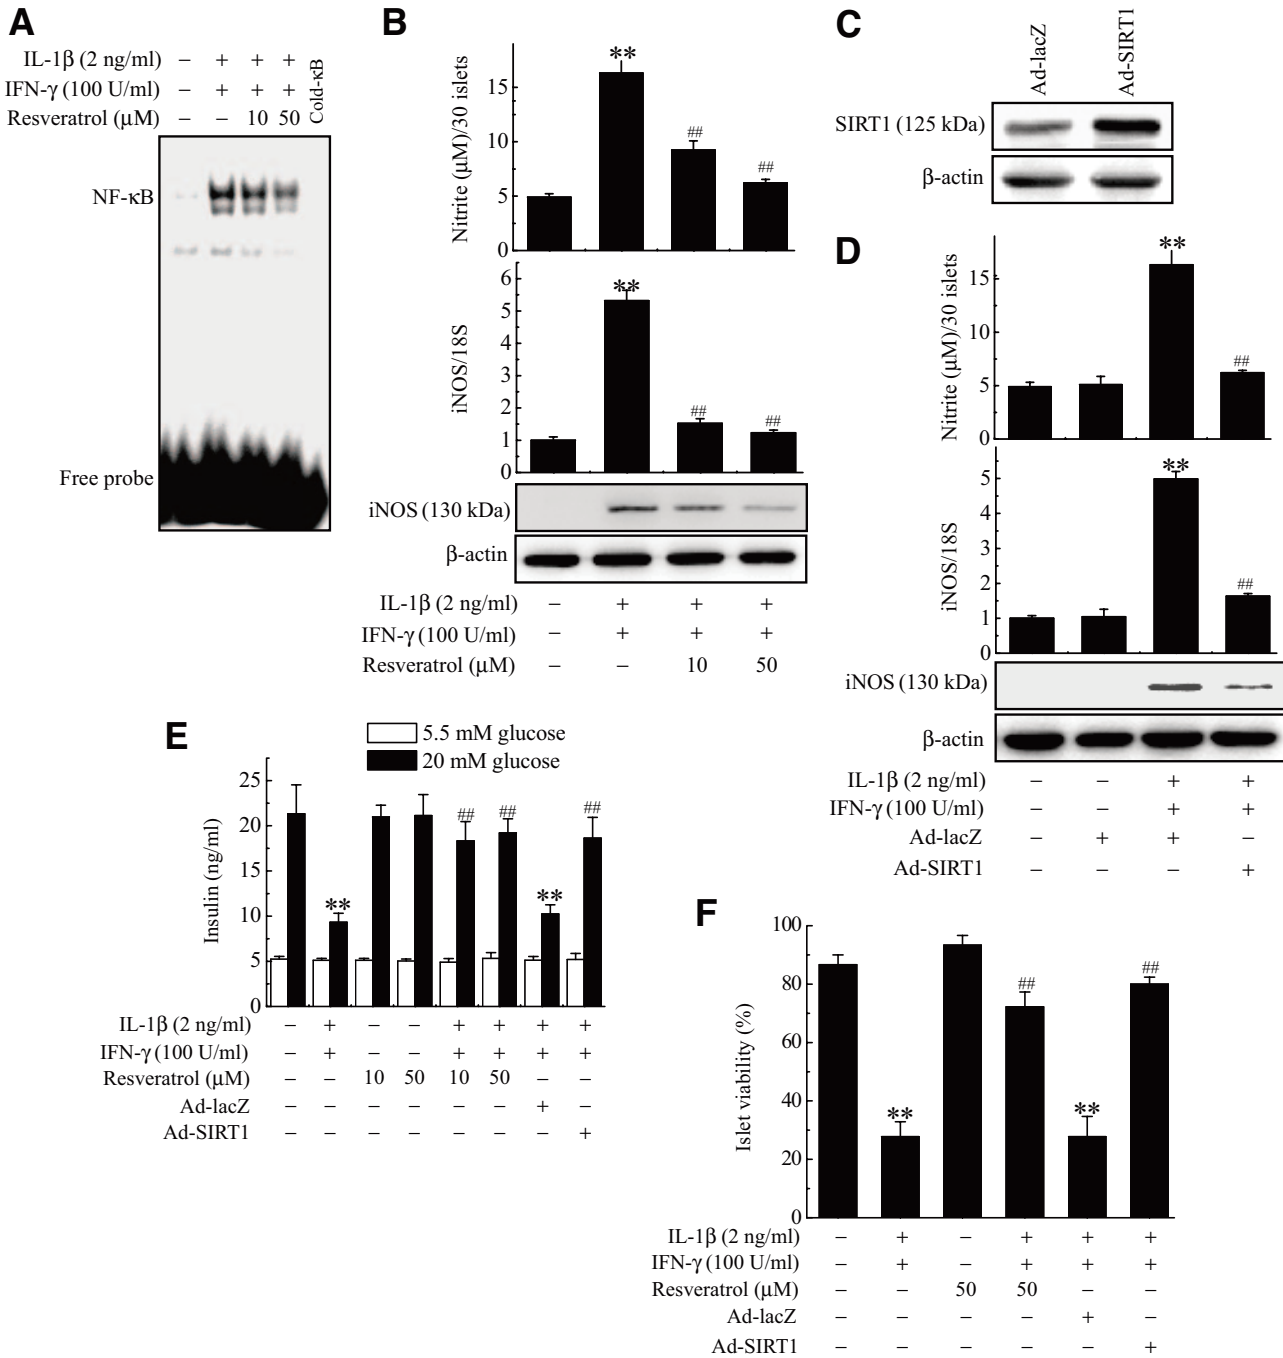 A
IL-1β (2 ng/ml) − + + +
IFN-γ (100 U/ml) − + + +
Resveratrol (μM) − − 10 50
Cold-κB
NF-κB
Free probe
B
Nitrite (μM)/30 islets
15
10
5
0
**
##
##
iNOS/18S
6
5
4
3
2
1
0
**
##
##
iNOS (130 kDa)
β-actin
IL-1β (2 ng/ml) − + + +
IFN-γ (100 U/ml) − + + +
Resveratrol (μM) − − 10 50
C
Ad-lacZ
Ad-SIRT1
SIRT1 (125 kDa)
β-actin
D
Nitrite (μM)/30 islets
15
10
5
0
**
##
iNOS/18S
5
4
3
2
1
0
**
##
iNOS (130 kDa)
β-actin
IL-1β (2 ng/ml) − − + +
IFN-γ (100 U/ml) − − + +
Ad-lacZ − + + −
Ad-SIRT1 − − − +
E
5.5 mM glucose
20 mM glucose
Insulin (ng/ml)
25
20
15
10
5
0
**
##
##
**
##
IL-1β (2 ng/ml) − + − − + + + +
IFN-γ (100 U/ml) − + − − + + + +
Resveratrol (μM) − − 10 50 10 50 − −
Ad-lacZ − − − − − − + −
Ad-SIRT1 − − − − − − − +
F
Islet viability (%)
100
80
60
40
20
0
**
##
**
##
IL-1β (2 ng/ml) − + − + + +
IFN-γ (100 U/ml) − + − + + +
Resveratrol (μM) − − 50 50 − −
Ad-lacZ − − − − + −
Ad-SIRT1 − − − − − +